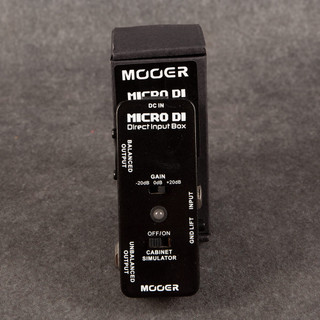 MOOER
MICRO DI
DC IN
MICRO DI
Direct Input Box
BALANCED
OUTPUT
GAIN
-20dB 0dB +20dB
INPUT
GND LIFT
OFF/ON
CABINET
SIMULATOR
UNBALANCED
OUTPUT
MOOER